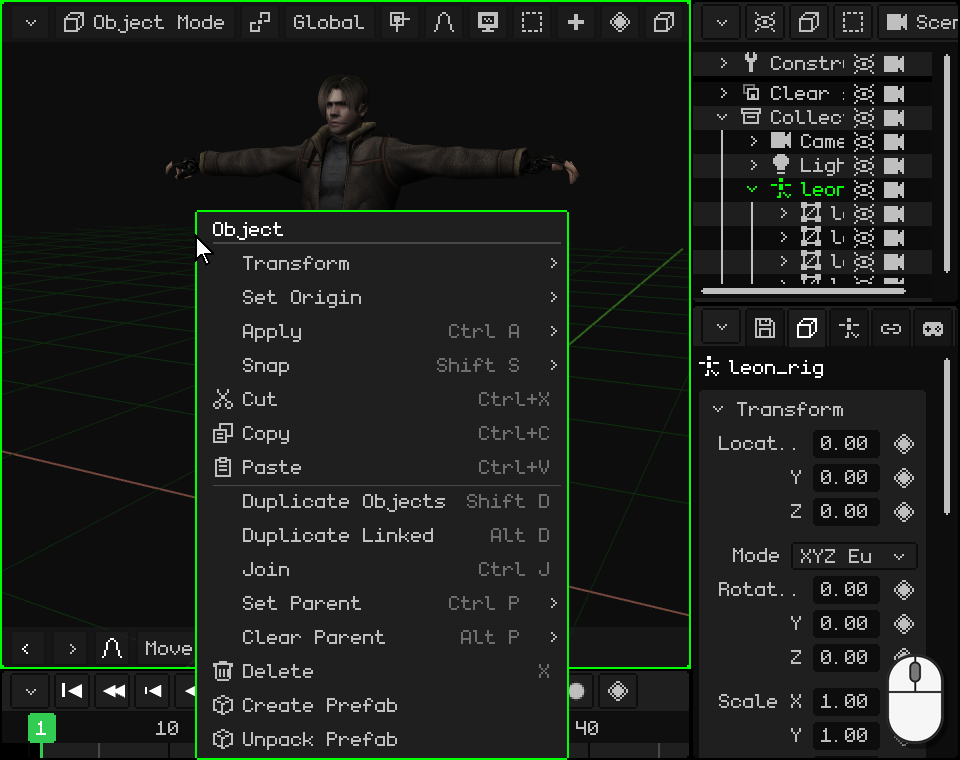 Object Mode
Global
Scen
Constr
Clear
Collec
Came
Ligh
leon
Object
Transform
Set Origin
Apply Ctrl A
Snap Shift S
Cut Ctrl+X
Copy Ctrl+C
Paste Ctrl+V
Duplicate Objects Shift D
Duplicate Linked Alt D
Join Ctrl J
Set Parent Ctrl P
Clear Parent Alt P
Delete X
Create Prefab
Unpack Prefab
Move
1 10 40
leon_rig
Transform
Locat.. 0.00
Y 0.00
Z 0.00
Mode XYZ Eu
Rotat.. 0.00
Y 0.00
Z 0.00
Scale X 1.00
Y 1.00